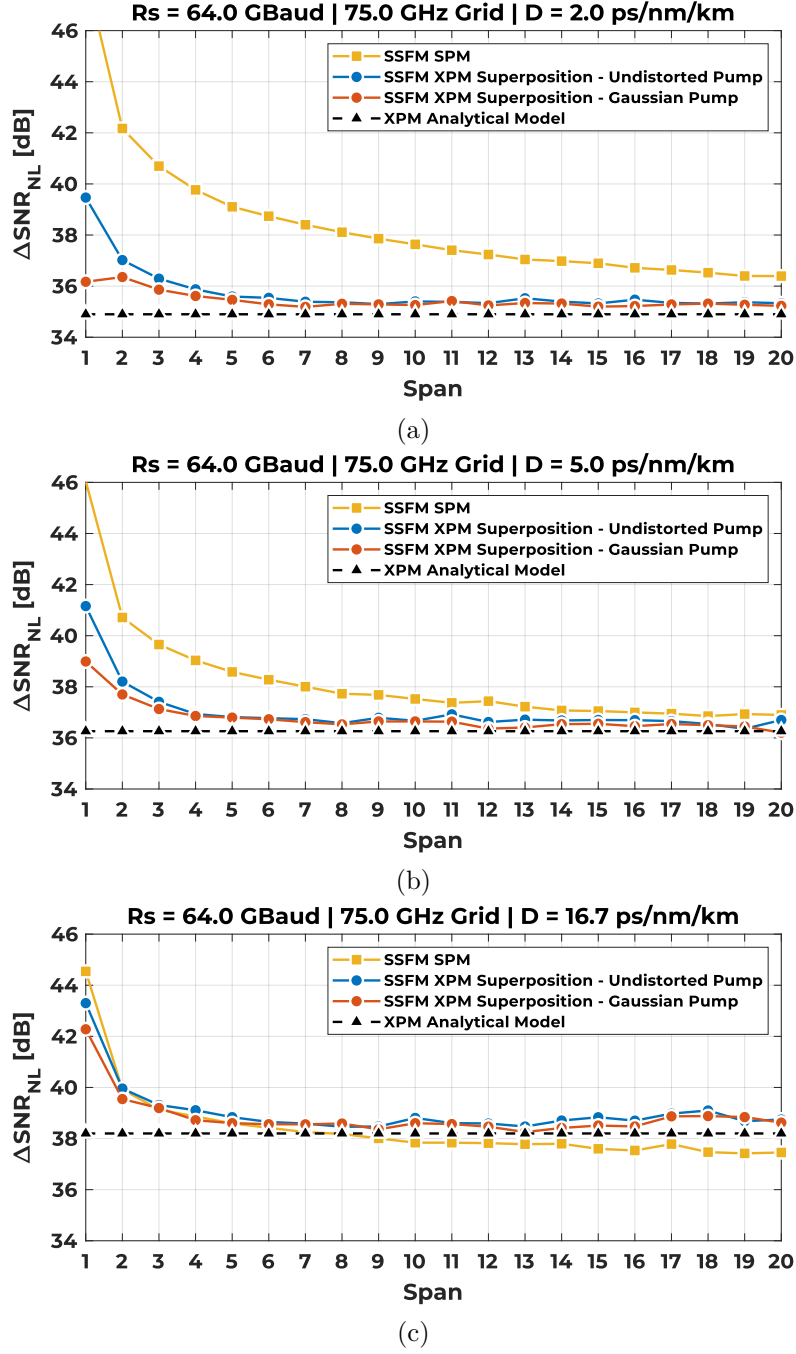 Rs = 64.0 GBaud | 75.0 GHz Grid | D = 2.0 ps/nm/km
46
44
42
40
38
36
34
ΔSNR_NL [dB]
SSFM SPM
SSFM XPM Superposition - Undistorted Pump
SSFM XPM Superposition - Gaussian Pump
XPM Analytical Model
1 2 3 4 5 6 7 8 9 10 11 12 13 14 15 16 17 18 19 20
Span
(a)
Rs = 64.0 GBaud | 75.0 GHz Grid | D = 5.0 ps/nm/km
46
44
42
40
38
36
34
ΔSNR_NL [dB]
SSFM SPM
SSFM XPM Superposition - Undistorted Pump
SSFM XPM Superposition - Gaussian Pump
XPM Analytical Model
1 2 3 4 5 6 7 8 9 10 11 12 13 14 15 16 17 18 19 20
Span
(b)
Rs = 64.0 GBaud | 75.0 GHz Grid | D = 16.7 ps/nm/km
46
44
42
40
38
36
34
ΔSNR_NL [dB]
SSFM SPM
SSFM XPM Superposition - Undistorted Pump
SSFM XPM Superposition - Gaussian Pump
XPM Analytical Model
1 2 3 4 5 6 7 8 9 10 11 12 13 14 15 16 17 18 19 20
Span
(c)